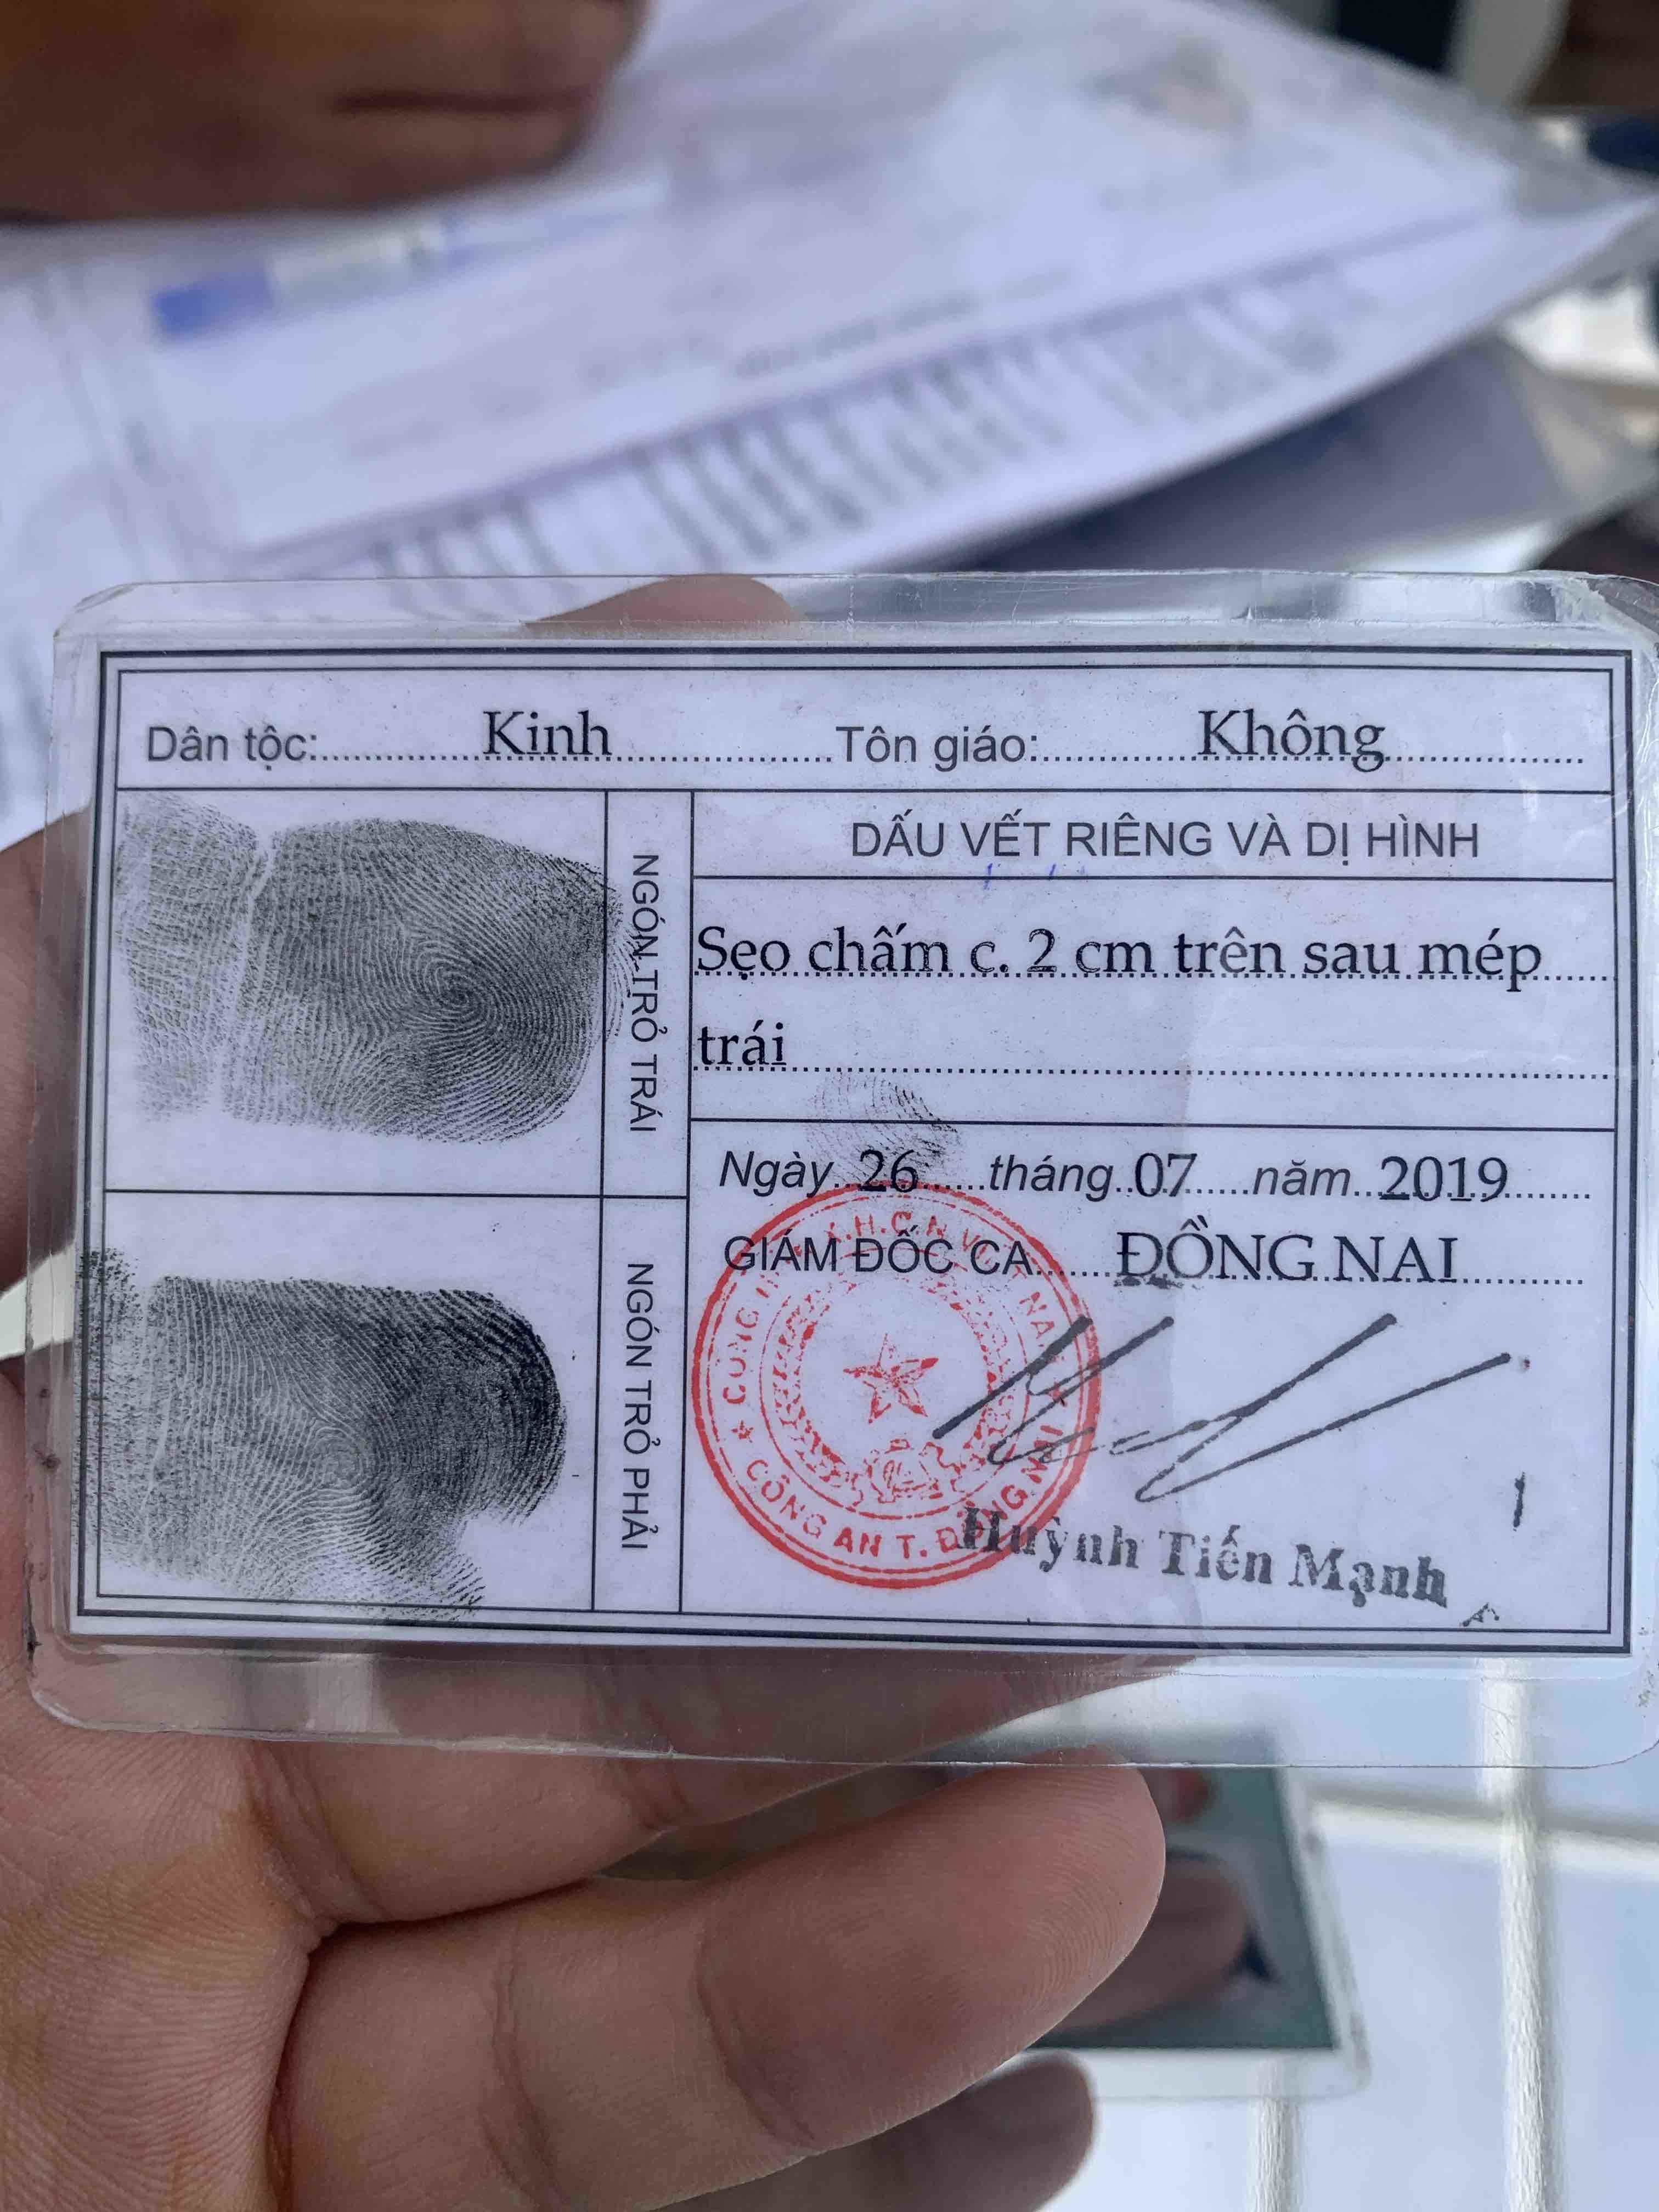 Dân tộc: Kinh Tôn giáo: Không
NGÓN TRỎ TRÁI
DẤU VẾT RIÊNG VÀ DỊ HÌNH
Sẹo chấm c. 2 cm trên sau mép
trái
Ngày 26 tháng 07 năm 2019
GIÁM ĐỐC CA ĐỒNG NAI
NGÓN TRỎ PHẢI
CÔNG AN T. ĐỒNG NAI
Huỳnh Tiến Mạnh